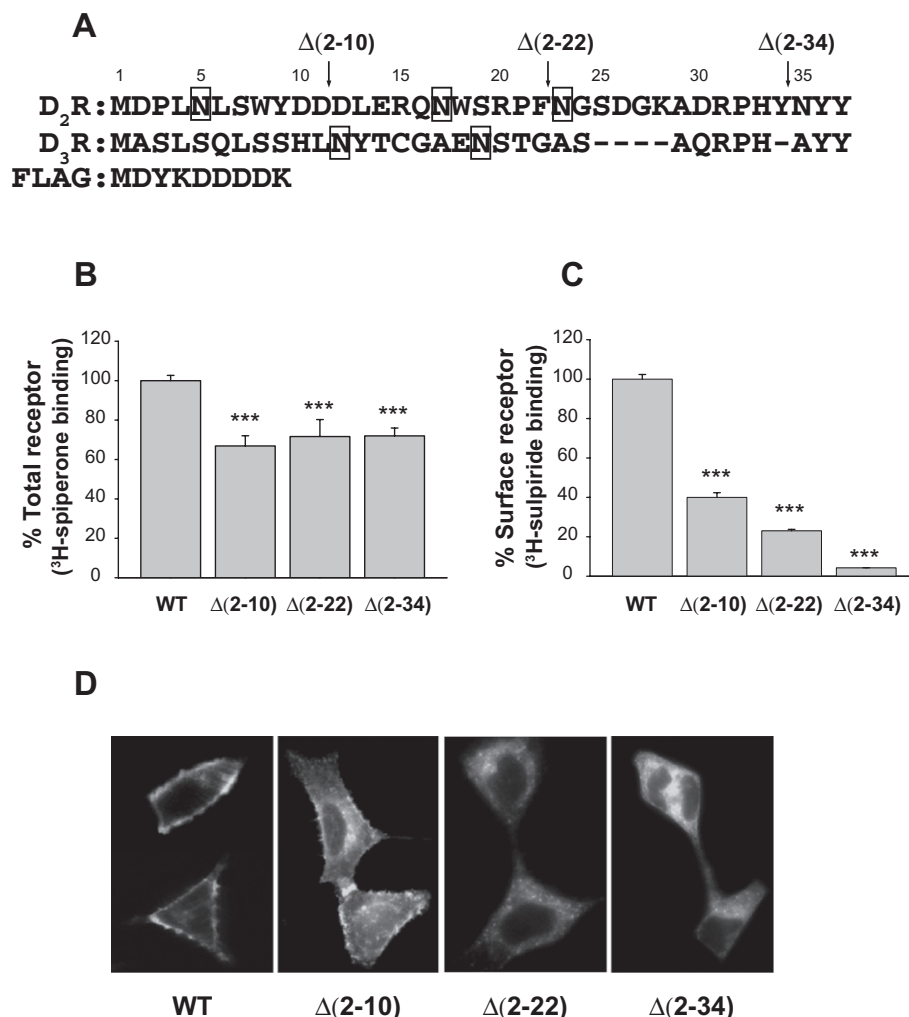 A
Δ(2-10) Δ(2-22) Δ(2-34)
1 5 10 15 20 25 30 35
D2R:MDPLNLSWYDDDLERQNWSRPFNGSDGKADRPHYNYY
D3R:MASLSQLSSHLNYTCGAENSTGAS----AQRPH-AYY
FLAG:MDYKDDDDK
B
% Total receptor
(³H-spiperone binding)
120
100
80
60
40
20
0
***
***
***
WT Δ(2-10) Δ(2-22) Δ(2-34)
C
% Surface receptor
(³H-sulpiride binding)
120
100
80
60
40
20
0
***
***
***
WT Δ(2-10) Δ(2-22) Δ(2-34)
D
WT Δ(2-10) Δ(2-22) Δ(2-34)